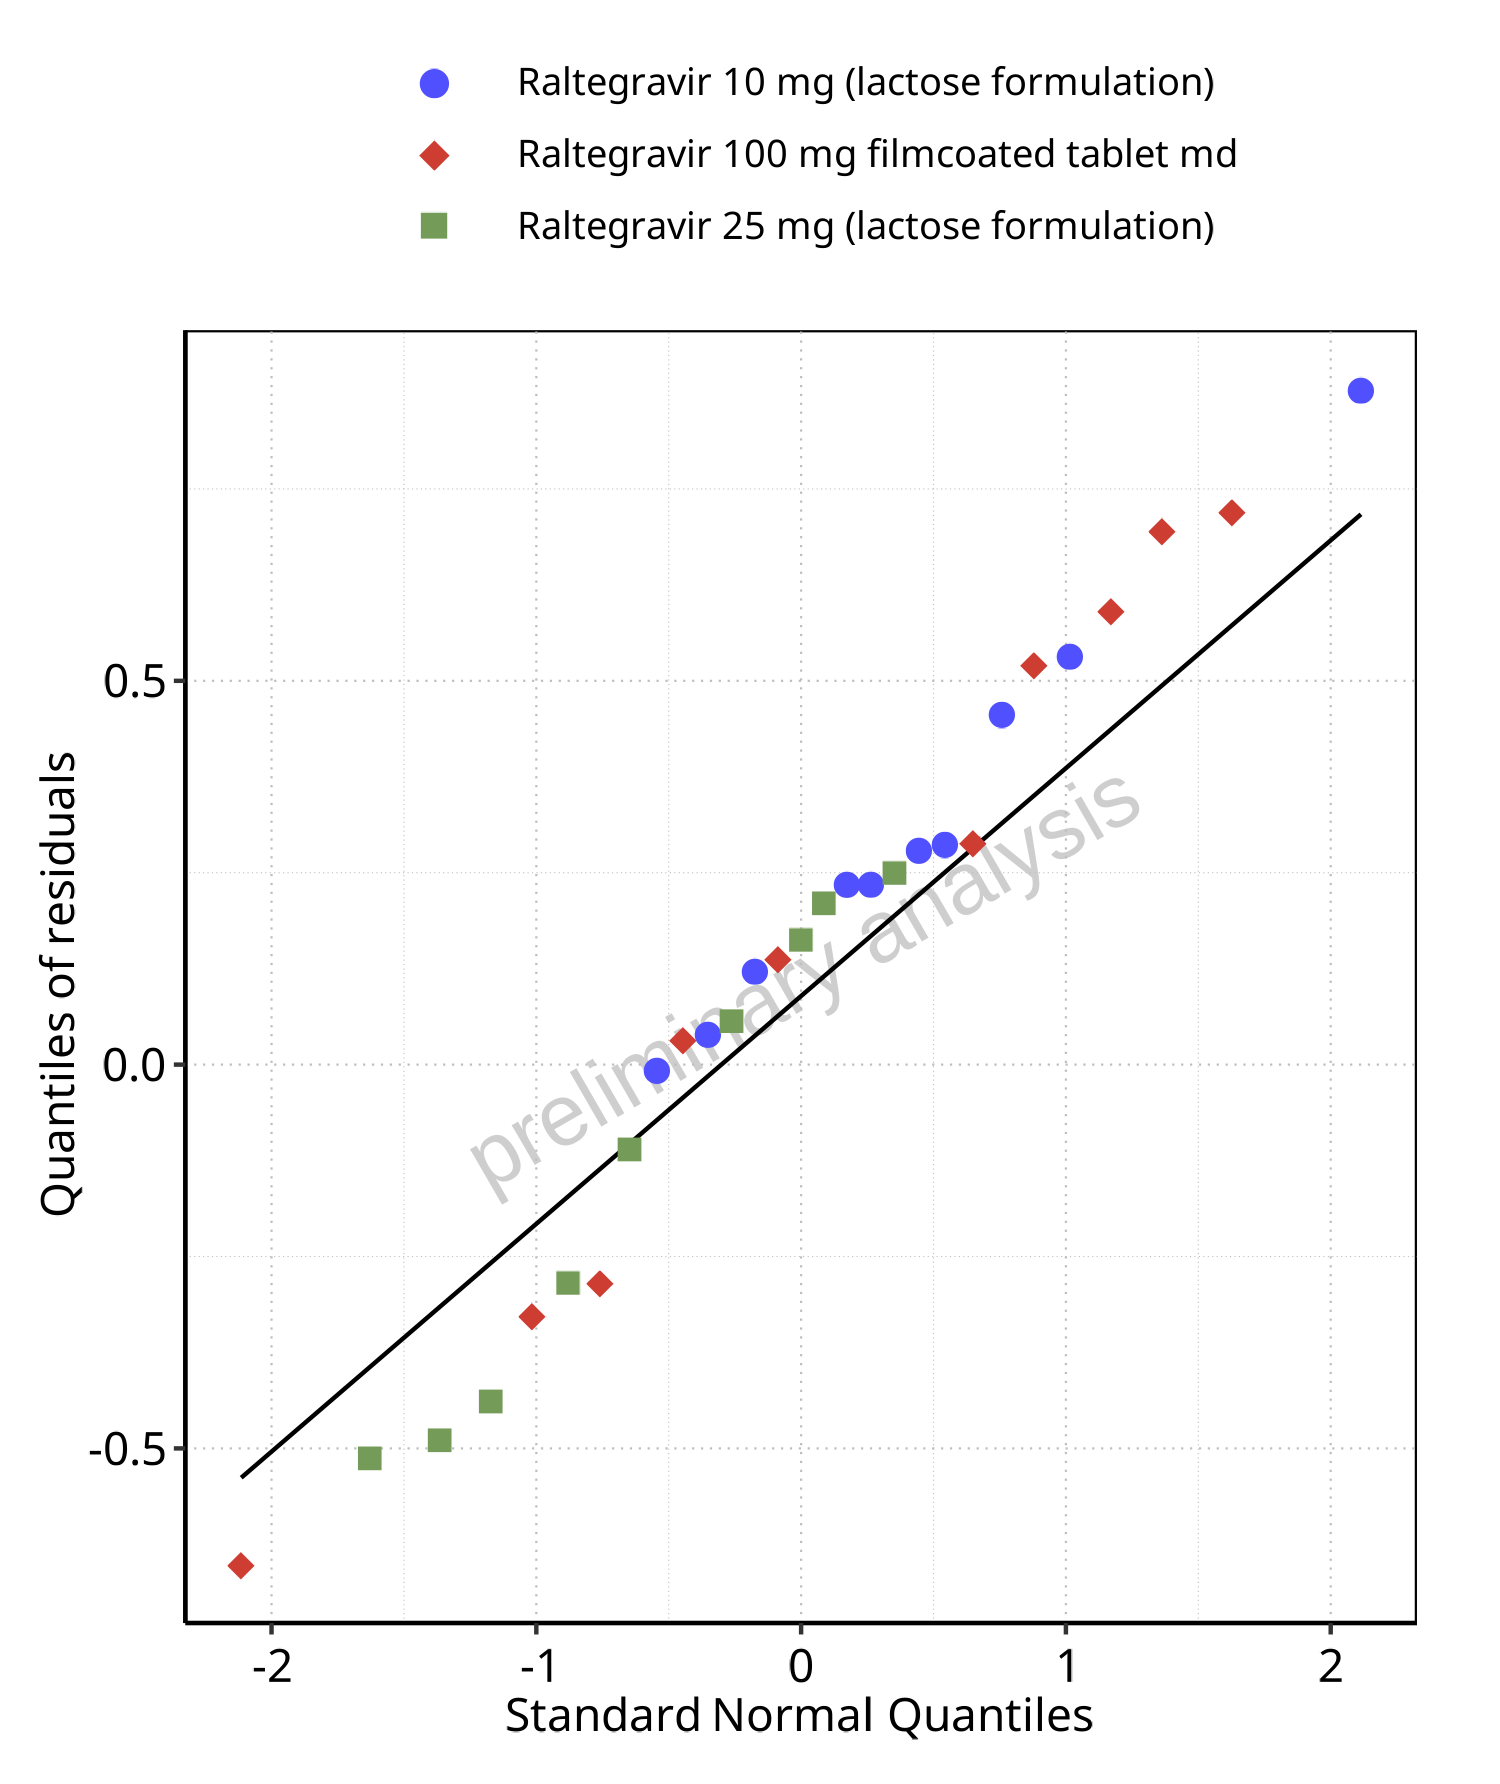 Raltegravir 10 mg (lactose formulation)
Raltegravir 100 mg filmcoated tablet md
Raltegravir 25 mg (lactose formulation)
0.5
0.0
-0.5
Quantiles of residuals
preliminary analysis
-2
-1
0
1
2
Standard Normal Quantiles